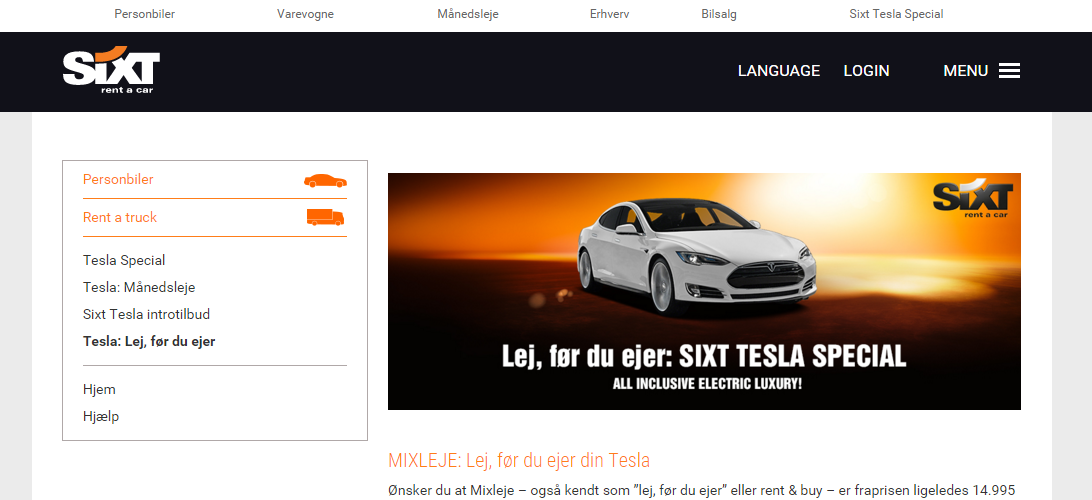 Personbiler Varevogne Månedsleje Erhverv Bilsalg Sixt Tesla Special
SIXT
rent a car
LANGUAGE LOGIN MENU
Personbiler
Rent a truck
Tesla Special
Tesla: Månedsleje
Sixt Tesla introtilbud
Tesla: Lej, før du ejer
Hjem
Hjælp
SIXT
rent a car
Lej, før du ejer: SIXT TESLA SPECIAL
ALL INCLUSIVE ELECTRIC LUXURY!
MIXLEJE: Lej, før du ejer din Tesla
Ønsker du at Mixleje – også kendt som ”lej, før du ejer” eller rent & buy – er fraprisen ligeledes 14.995